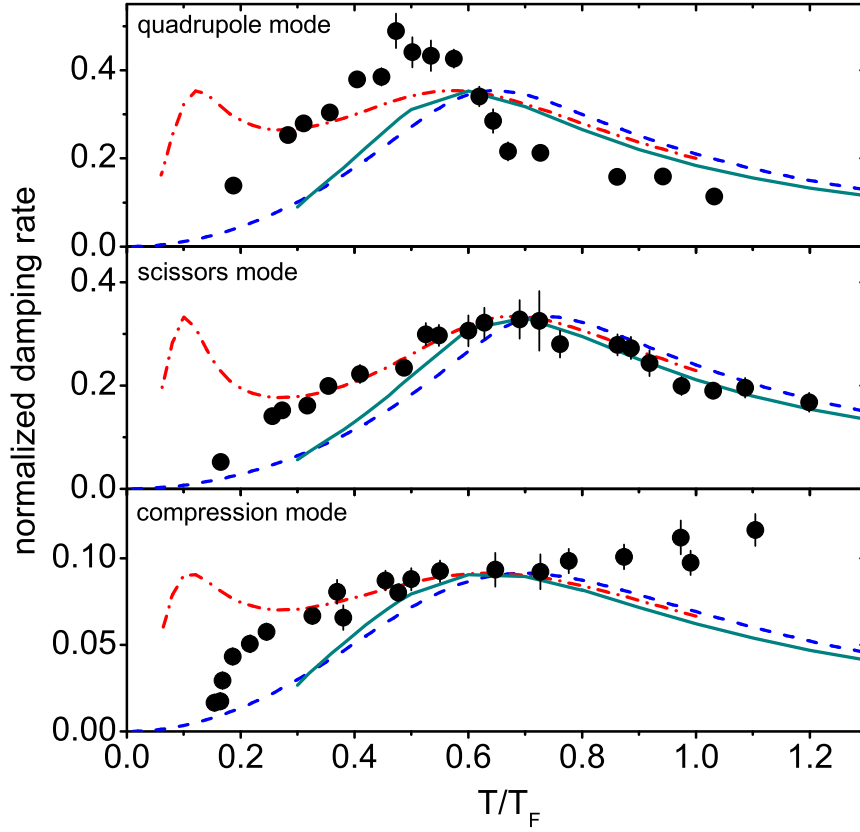 quadrupole mode
0.4
0.2
0.0
scissors mode
0.4
0.2
0.0
compression mode
0.10
0.05
0.00
0.0 0.2 0.4 0.6 0.8 1.0 1.2
T/T_F
normalized damping rate